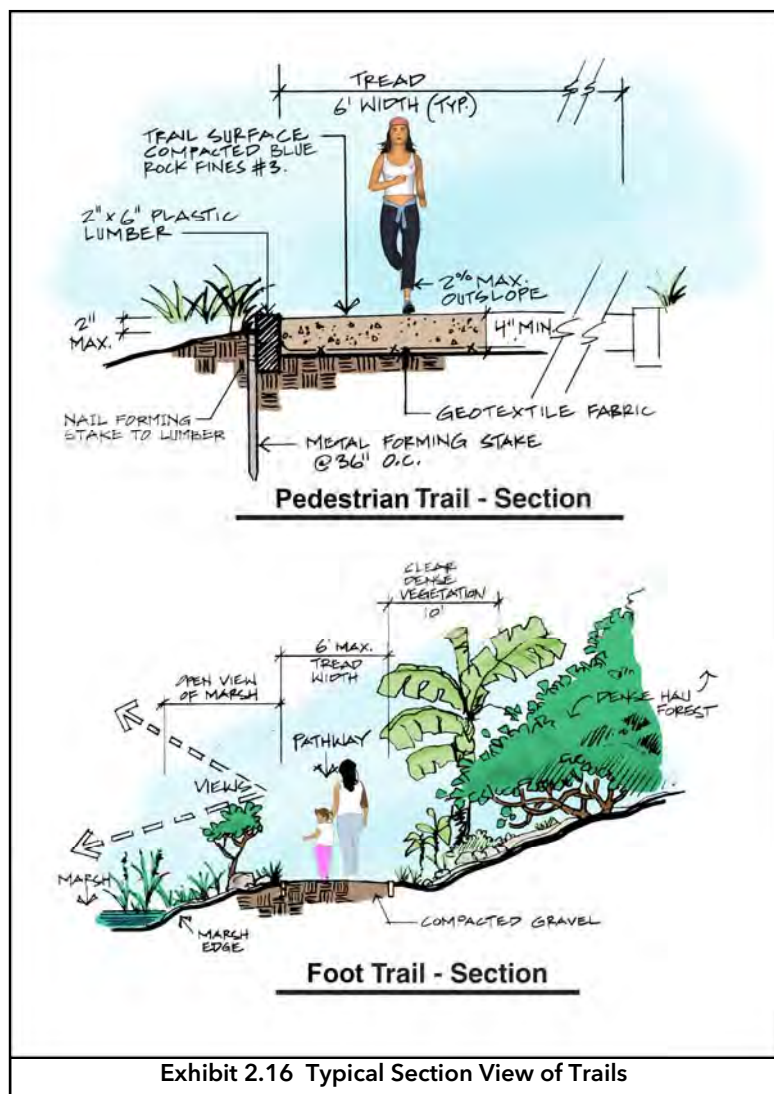 TREAD
6' WIDTH (TYP.)
TRAIL SURFACE
COMPACTED BLUE
ROCK FINES #3.
2" x 6" PLASTIC
LUMBER
2% MAX.
OUTSLOPE
2"
MAX.
4" MIN.
NAIL FORMING
STAKE TO LUMBER
GEOTEXTILE FABRIC
METAL FORMING STAKE
@ 36" O.C.
Pedestrian Trail - Section
CLEAR
DENSE
VEGETATION
10'
6' MAX.
TREAD
WIDTH
OPEN VIEW
OF MARSH
DENSE HAU
FOREST
PATHWAY
VIEWS
MARSH
MARSH
EDGE
COMPACTED GRAVEL
Foot Trail - Section
Exhibit 2.16 Typical Section View of Trails